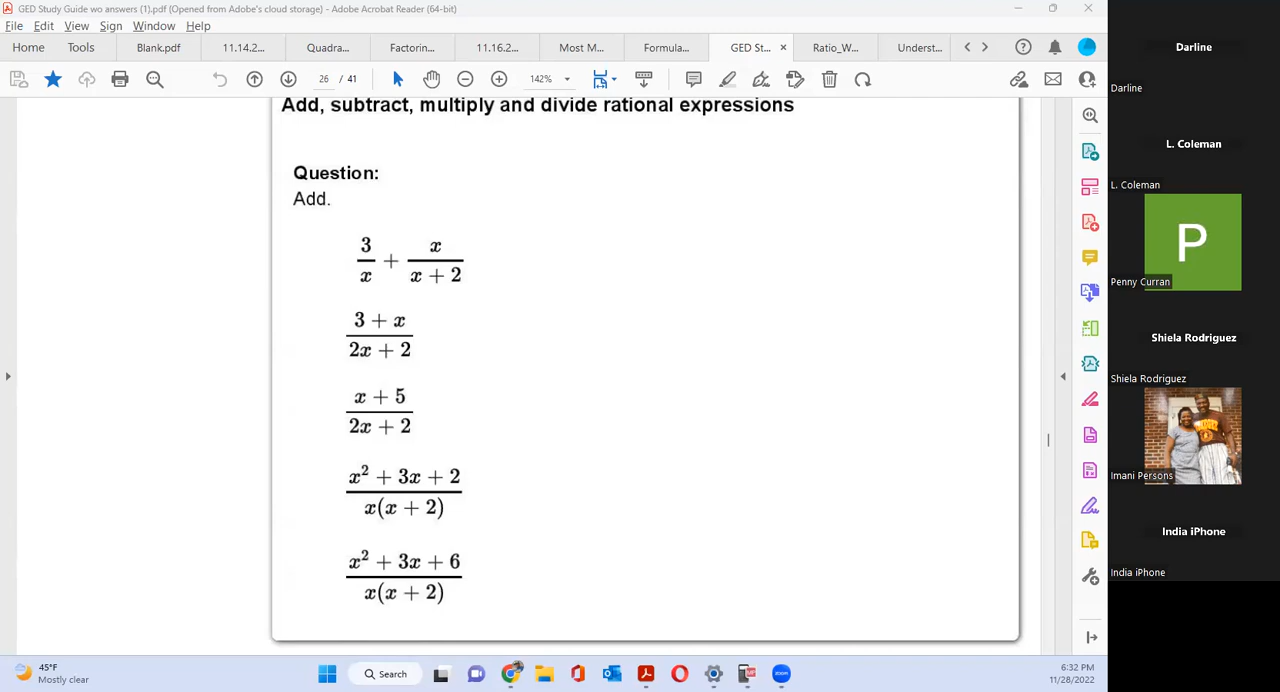 GED Study Guide wo answers (1).pdf (Opened from Adobe's cloud storage) - Adobe Acrobat Reader (64-bit)
File Edit View Sign Window Help
Home Tools Blank.pdf 11.14.2... Quadra... Factorin... 11.16.2... Most M... Formula... GED St... × Ratio_W... Underst...
26 / 41 142%
Add, subtract, multiply and divide rational expressions
Question:
Add.
3/x + x/(x + 2)
(3 + x)/(2x + 2)
(x + 5)/(2x + 2)
(x² + 3x + 2)/(x(x + 2))
(x² + 3x + 6)/(x(x + 2))
Darline
Darline
L. Coleman
L. Coleman
P
Penny Curran
Shiela Rodriguez
Shiela Rodriguez
Imani Persons
India iPhone
India iPhone
45°F
Mostly clear
Search
6:32 PM
11/28/2022